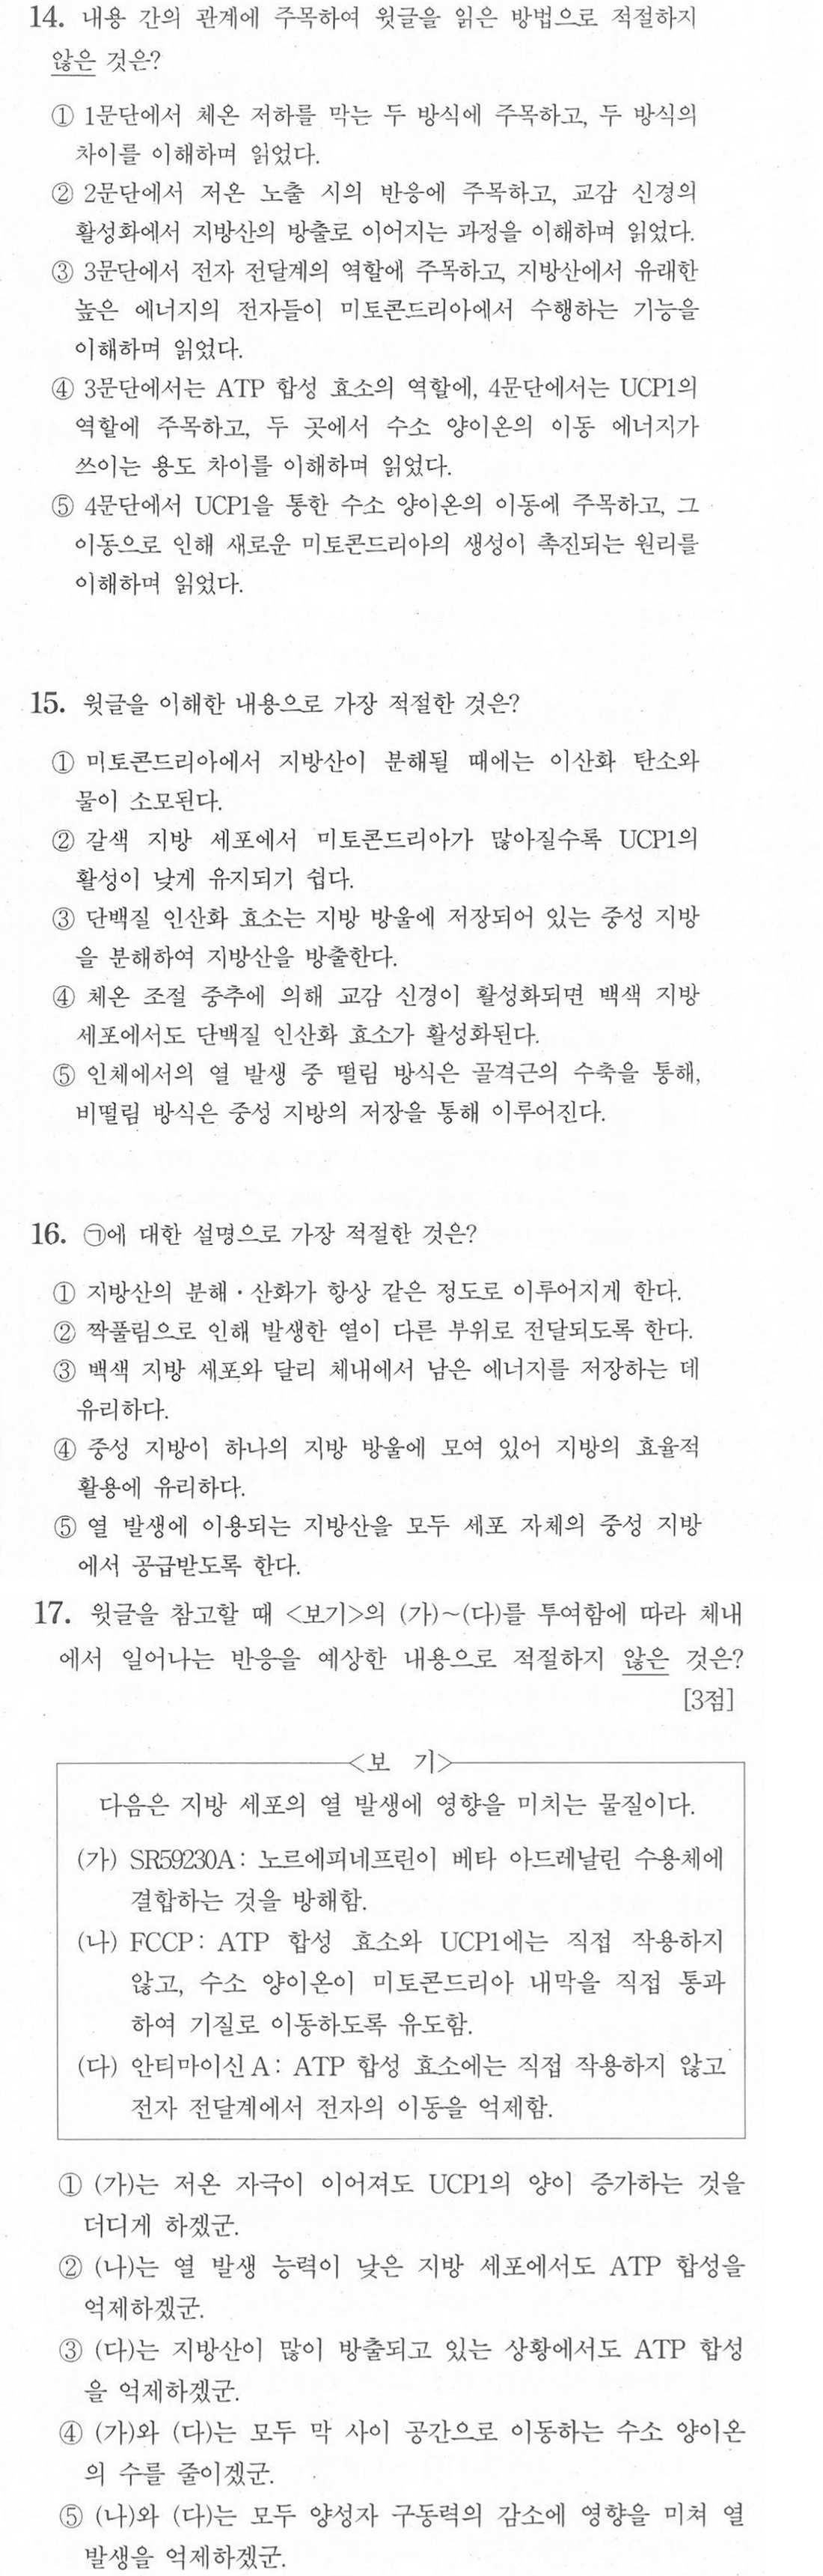 14. 내용 간의 관계에 주목하여 윗글을 읽은 방법으로 적절하지
않은 것은?
① 1문단에서 체온 저하를 막는 두 방식에 주목하고, 두 방식의
차이를 이해하며 읽었다.
② 2문단에서 저온 노출 시의 반응에 주목하고, 교감 신경의
활성화에서 지방산의 방출로 이어지는 과정을 이해하며 읽었다.
③ 3문단에서 전자 전달계의 역할에 주목하고, 지방산에서 유래한
높은 에너지의 전자들이 미토콘드리아에서 수행하는 기능을
이해하며 읽었다.
④ 3문단에서는 ATP 합성 효소의 역할에, 4문단에서는 UCP1의
역할에 주목하고, 두 곳에서 수소 양이온의 이동 에너지가
쓰이는 용도 차이를 이해하며 읽었다.
⑤ 4문단에서 UCP1을 통한 수소 양이온의 이동에 주목하고, 그
이동으로 인해 새로운 미토콘드리아의 생성이 촉진되는 원리를
이해하며 읽었다.
15. 윗글을 이해한 내용으로 가장 적절한 것은?
① 미토콘드리아에서 지방산이 분해될 때에는 이산화 탄소와
물이 소모된다.
② 갈색 지방 세포에서 미토콘드리아가 많아질수록 UCP1의
활성이 낮게 유지되기 쉽다.
③ 단백질 인산화 효소는 지방 방울에 저장되어 있는 중성 지방
을 분해하여 지방산을 방출한다.
④ 체온 조절 중추에 의해 교감 신경이 활성화되면 백색 지방
세포에서도 단백질 인산화 효소가 활성화된다.
⑤ 인체에서의 열 발생 중 떨림 방식은 골격근의 수축을 통해,
비떨림 방식은 중성 지방의 저장을 통해 이루어진다.
16. ㉠에 대한 설명으로 가장 적절한 것은?
① 지방산의 분해·산화가 항상 같은 정도로 이루어지게 한다.
② 짝풀림으로 인해 발생한 열이 다른 부위로 전달되도록 한다.
③ 백색 지방 세포와 달리 체내에서 남은 에너지를 저장하는 데
유리하다.
④ 중성 지방이 하나의 지방 방울에 모여 있어 지방의 효율적
활용에 유리하다.
⑤ 열 발생에 이용되는 지방산을 모두 세포 자체의 중성 지방
에서 공급받도록 한다.
17. 윗글을 참고할 때 <보기>의 (가)~(다)를 투여함에 따라 체내
에서 일어나는 반응을 예상한 내용으로 적절하지 않은 것은?
[3점]
<보 기>
다음은 지방 세포의 열 발생에 영향을 미치는 물질이다.
(가) SR59230A: 노르에피네프린이 베타 아드레날린 수용체에
결합하는 것을 방해함.
(나) FCCP: ATP 합성 효소와 UCP1에는 직접 작용하지
않고, 수소 양이온이 미토콘드리아 내막을 직접 통과
하여 기질로 이동하도록 유도함.
(다) 안티마이신 A: ATP 합성 효소에는 직접 작용하지 않고
전자 전달계에서 전자의 이동을 억제함.
① (가)는 저온 자극이 이어져도 UCP1의 양이 증가하는 것을
더디게 하겠군.
② (나)는 열 발생 능력이 낮은 지방 세포에서도 ATP 합성을
억제하겠군.
③ (다)는 지방산이 많이 방출되고 있는 상황에서도 ATP 합성
을 억제하겠군.
④ (가)와 (다)는 모두 막 사이 공간으로 이동하는 수소 양이온
의 수를 줄이겠군.
⑤ (나)와 (다)는 모두 양성자 구동력의 감소에 영향을 미쳐 열
발생을 억제하겠군.